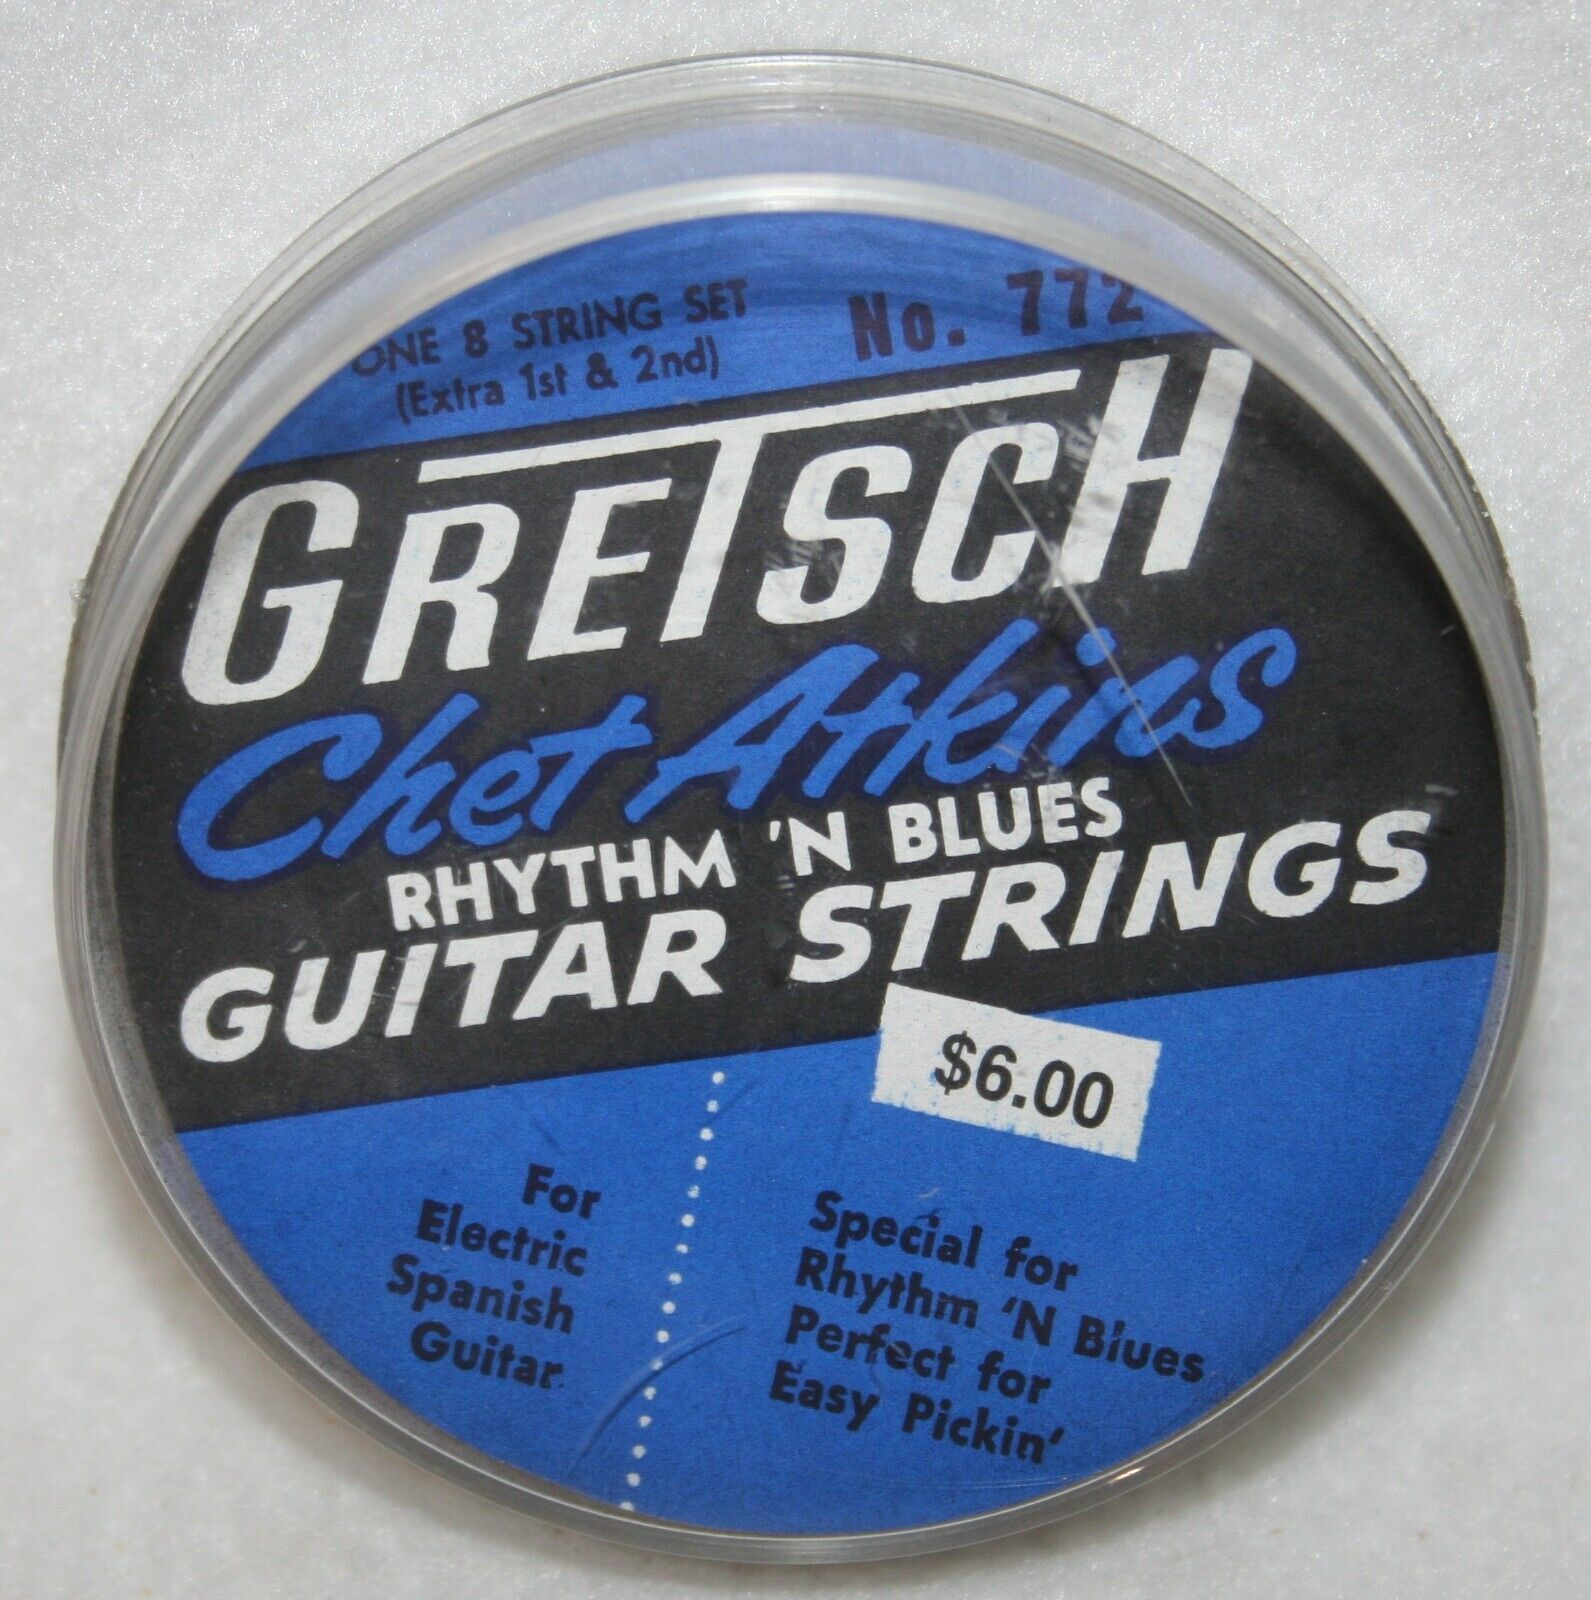 ONE 8 STRING SET
(Extra 1st & 2nd)
No. 772
GRETSCH
Chet Atkins
RHYTHM 'N BLUES
GUITAR STRINGS
$6.00
For
Electric
Spanish
Guitar
Special for
Rhythm 'N Blues
Perfect for
Easy Pickin'